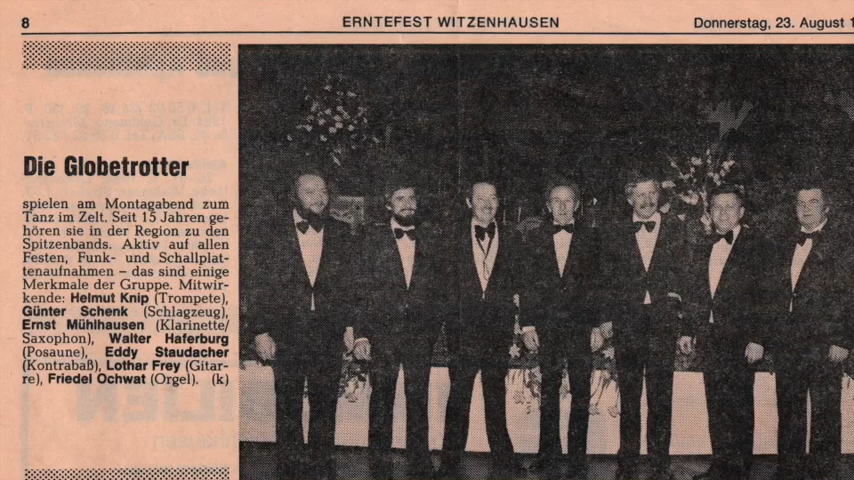 8
ERNTEFEST WITZENHAUSEN
Donnerstag, 23. August 1
Die Globetrotter
spielen am Montagabend zum
Tanz im Zelt. Seit 15 Jahren ge-
hören sie in der Region zu den
Spitzenbands. Aktiv auf allen
Festen, Funk- und Schallplat-
tenaufnahmen – das sind einige
Merkmale der Gruppe. Mitwir-
kende: Helmut Knip (Trompete),
Günter Schenk (Schlagzeug),
Ernst Mühlhausen (Klarinette/
Saxophon), Walter Haferburg
(Posaune), Eddy Staudacher
(Kontrabaß), Lothar Frey (Gitar-
re), Friedel Ochwat (Orgel). (k)